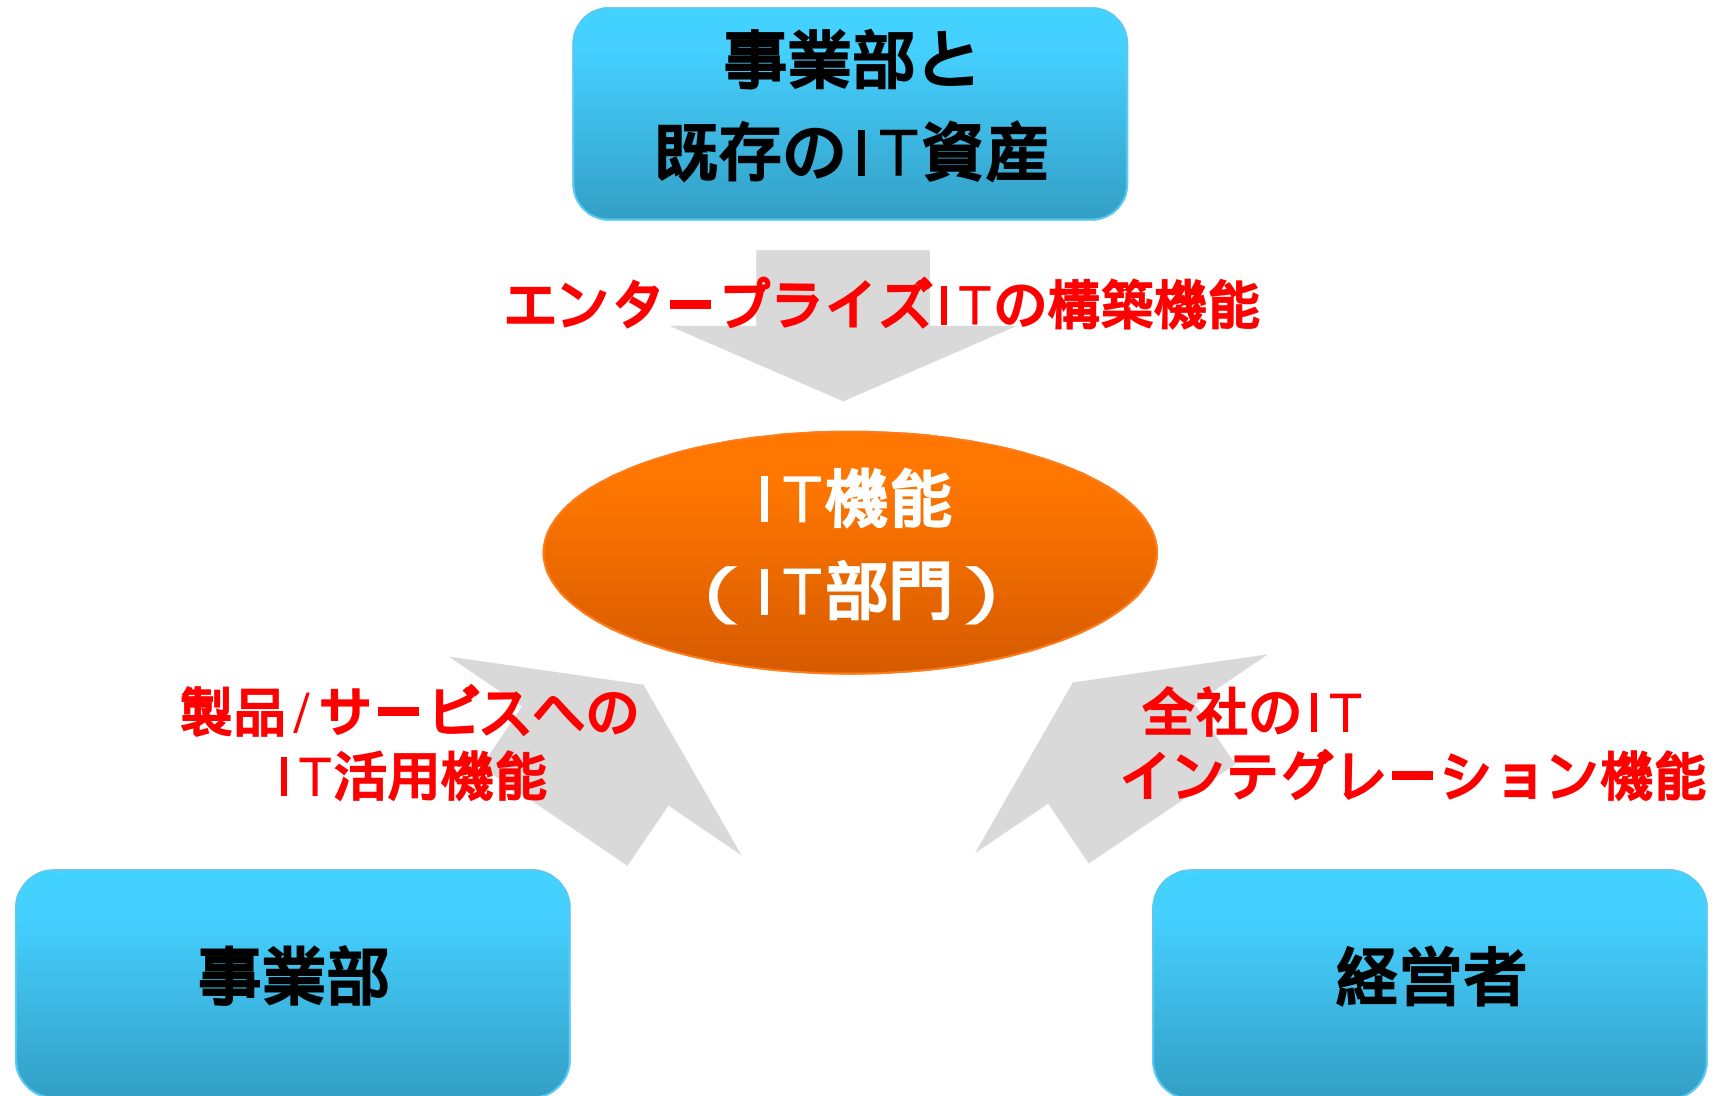 事業部と
既存のIT資産
エンタープライズITの構築機能
IT機能
（IT部門）
製品/サービスへの
IT活用機能
全社のIT
インテグレーション機能
事業部
経営者